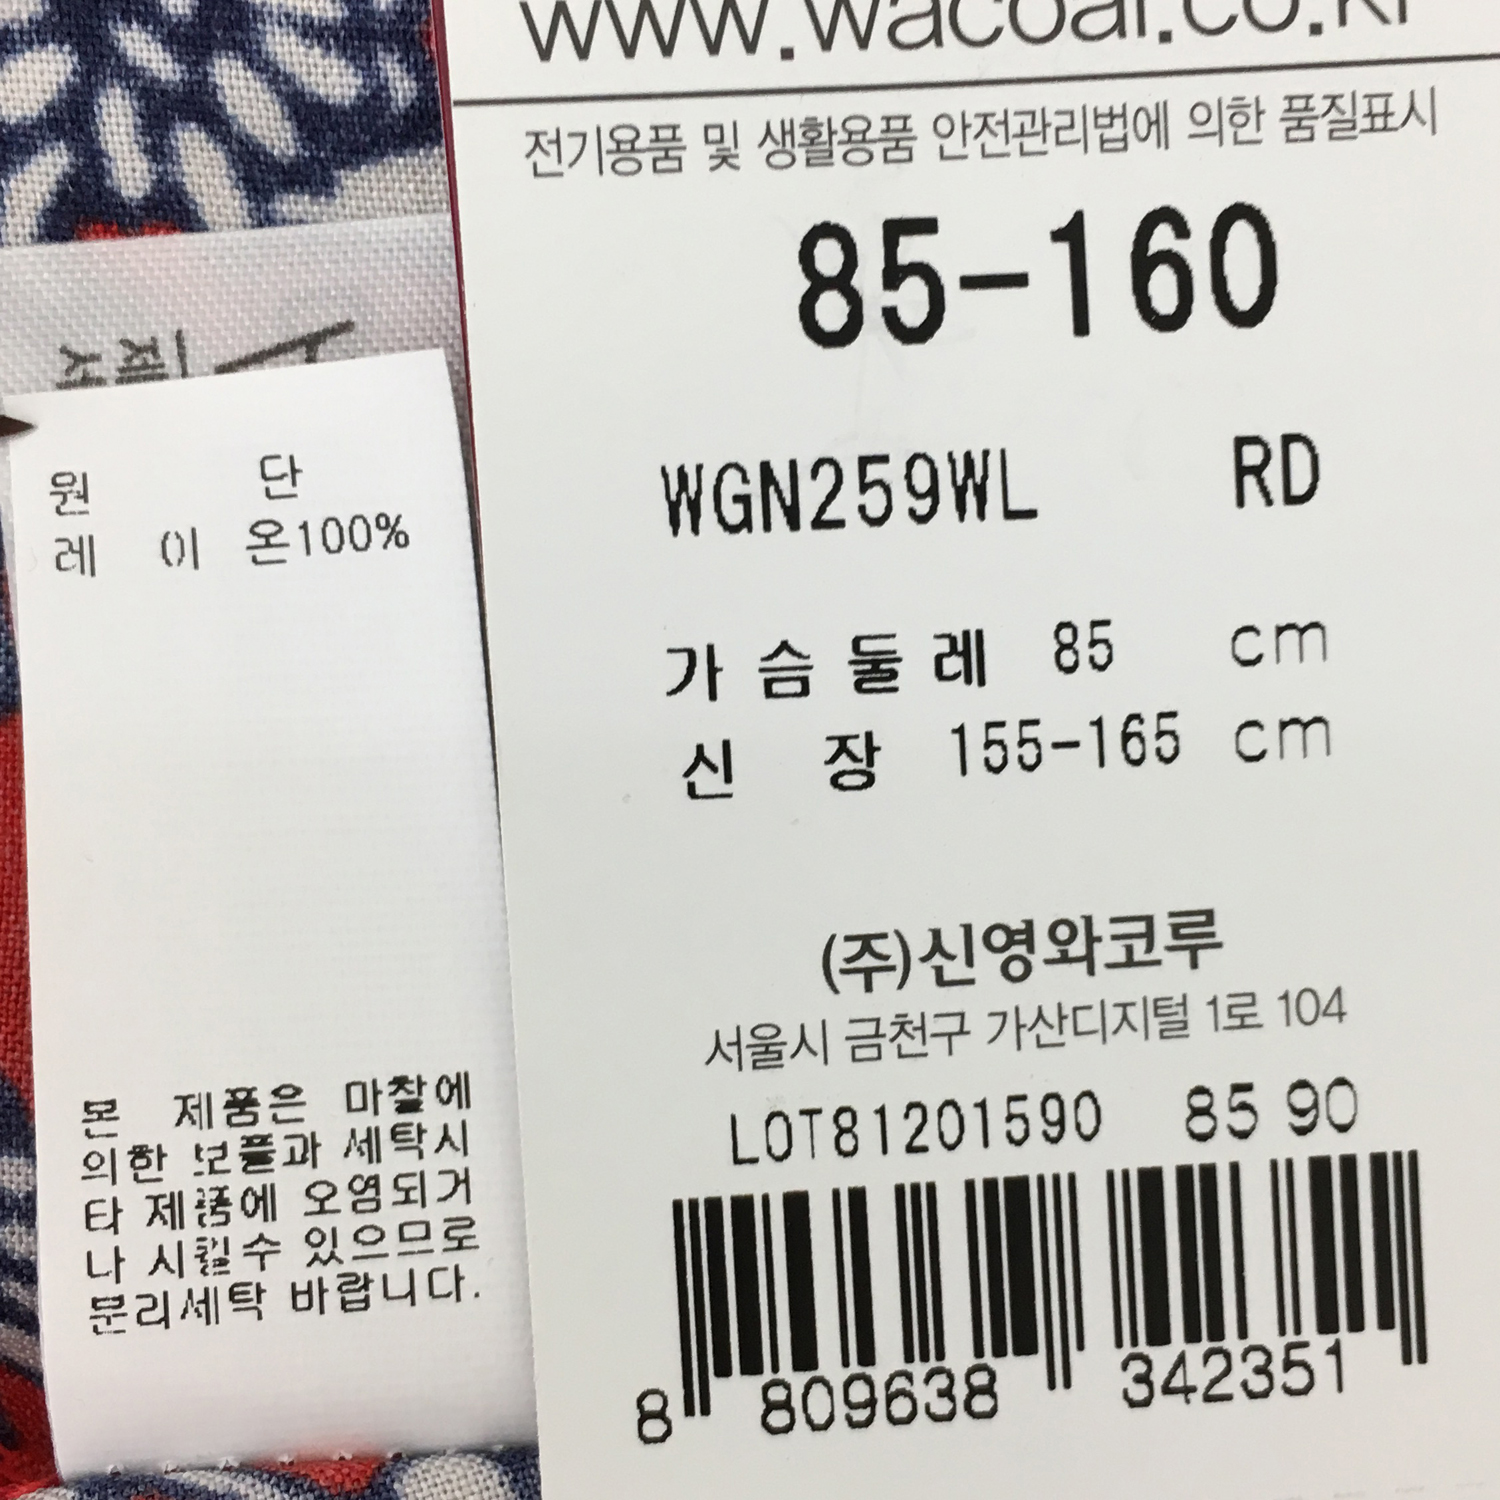 www.wacoal.co.kr
전기용품 및 생활용품 안전관리법에 의한 품질표시
85-160
WGN259WL RD
가슴둘레 85 cm
신 장 155-165 cm
(주)신영와코루
서울시 금천구 가산디지털 1로 104
LOT81201590 85 90
8 809638 342351
원 단
레 이 온100%
본 제품은 마찰에
의한 보풀과 세탁시
타 제품에 오염되거
나 시킬수 있으므로
분리세탁 바랍니다.